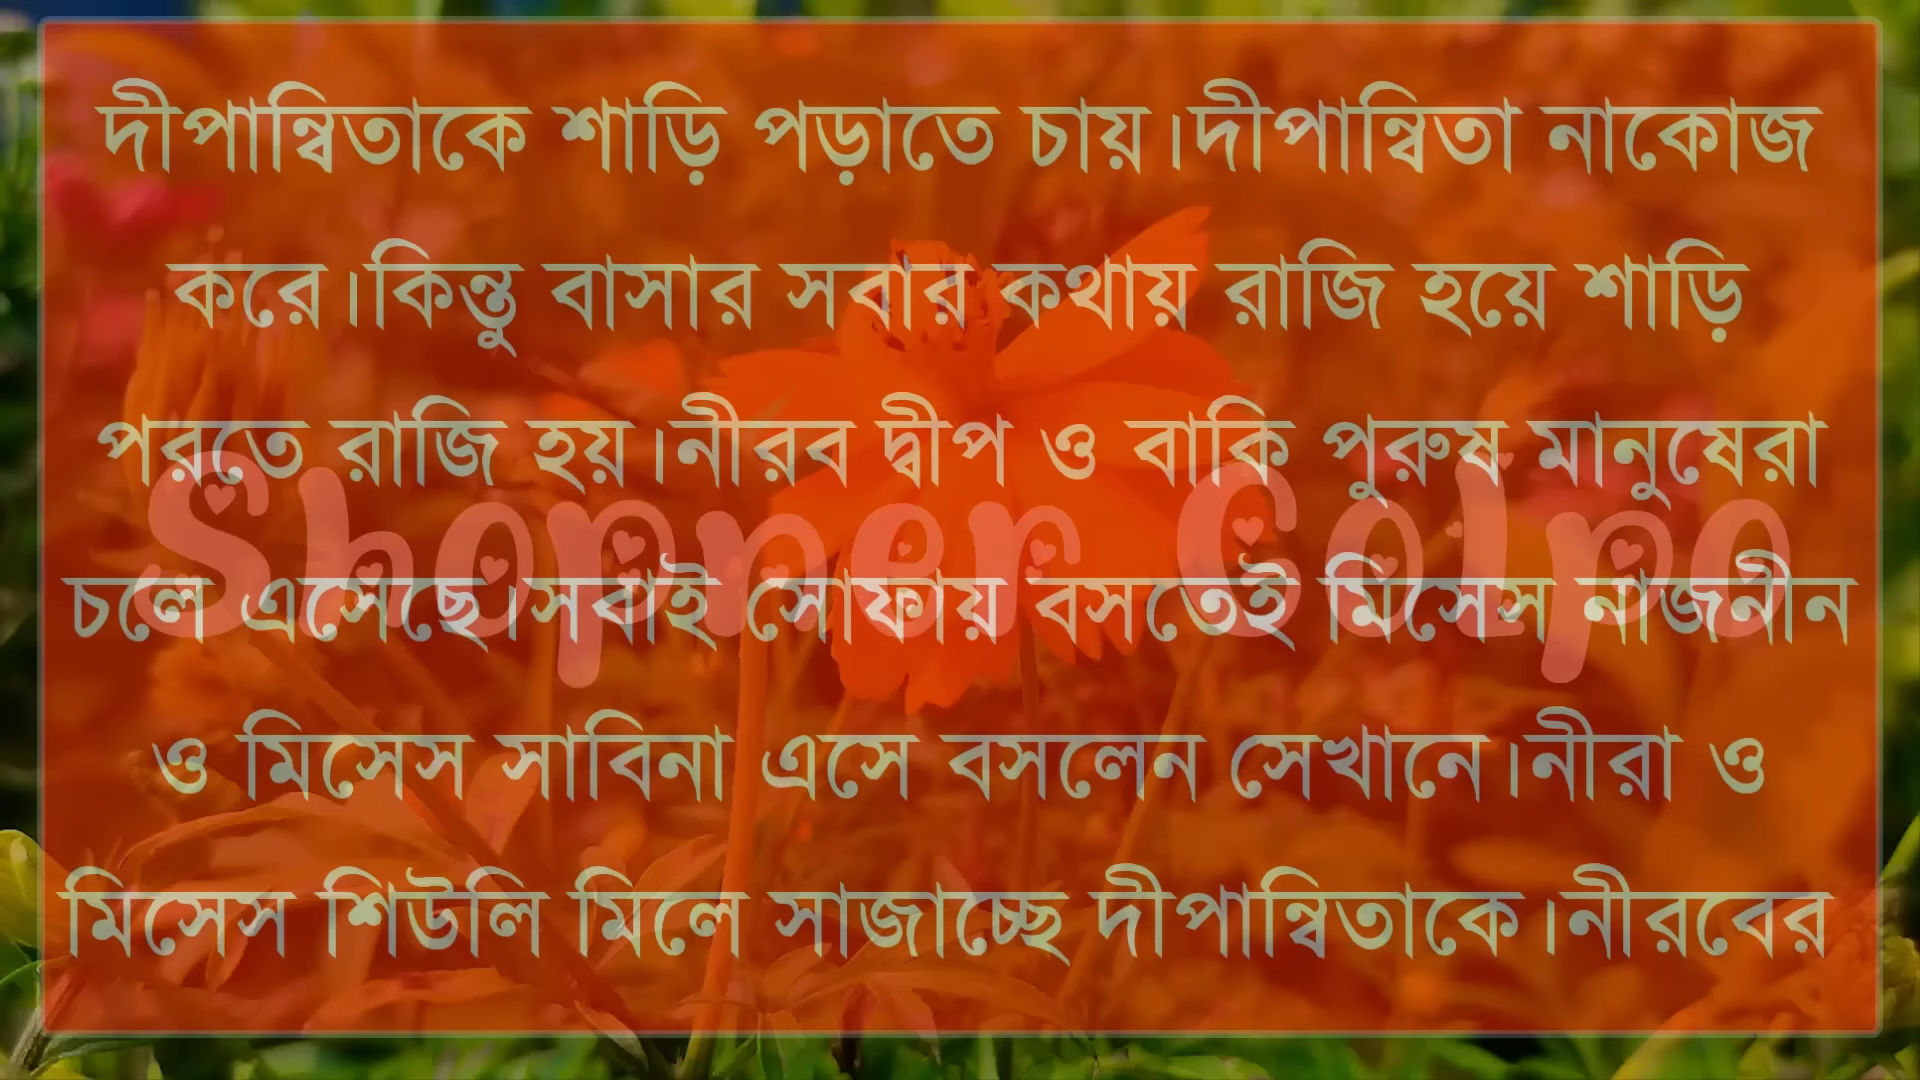 দীপান্বিতাকে শাড়ি পড়াতে চায়।দীপান্বিতা নাকোজ
করে।কিন্তু বাসার সবার কথায় রাজি হয়ে শাড়ি
পরতে রাজি হয়।নীরব দ্বীপ ও বাকি পুরুষ মানুষেরা
Shopner Golpo
চলে এসেছে।সবাই সোফায় বসতেই মিসেস নাজনীন
ও মিসেস সাবিনা এসে বসলেন সেখানে।নীরা ও
মিসেস শিউলি মিলে সাজাচ্ছে দীপান্বিতাকে।নীরবের